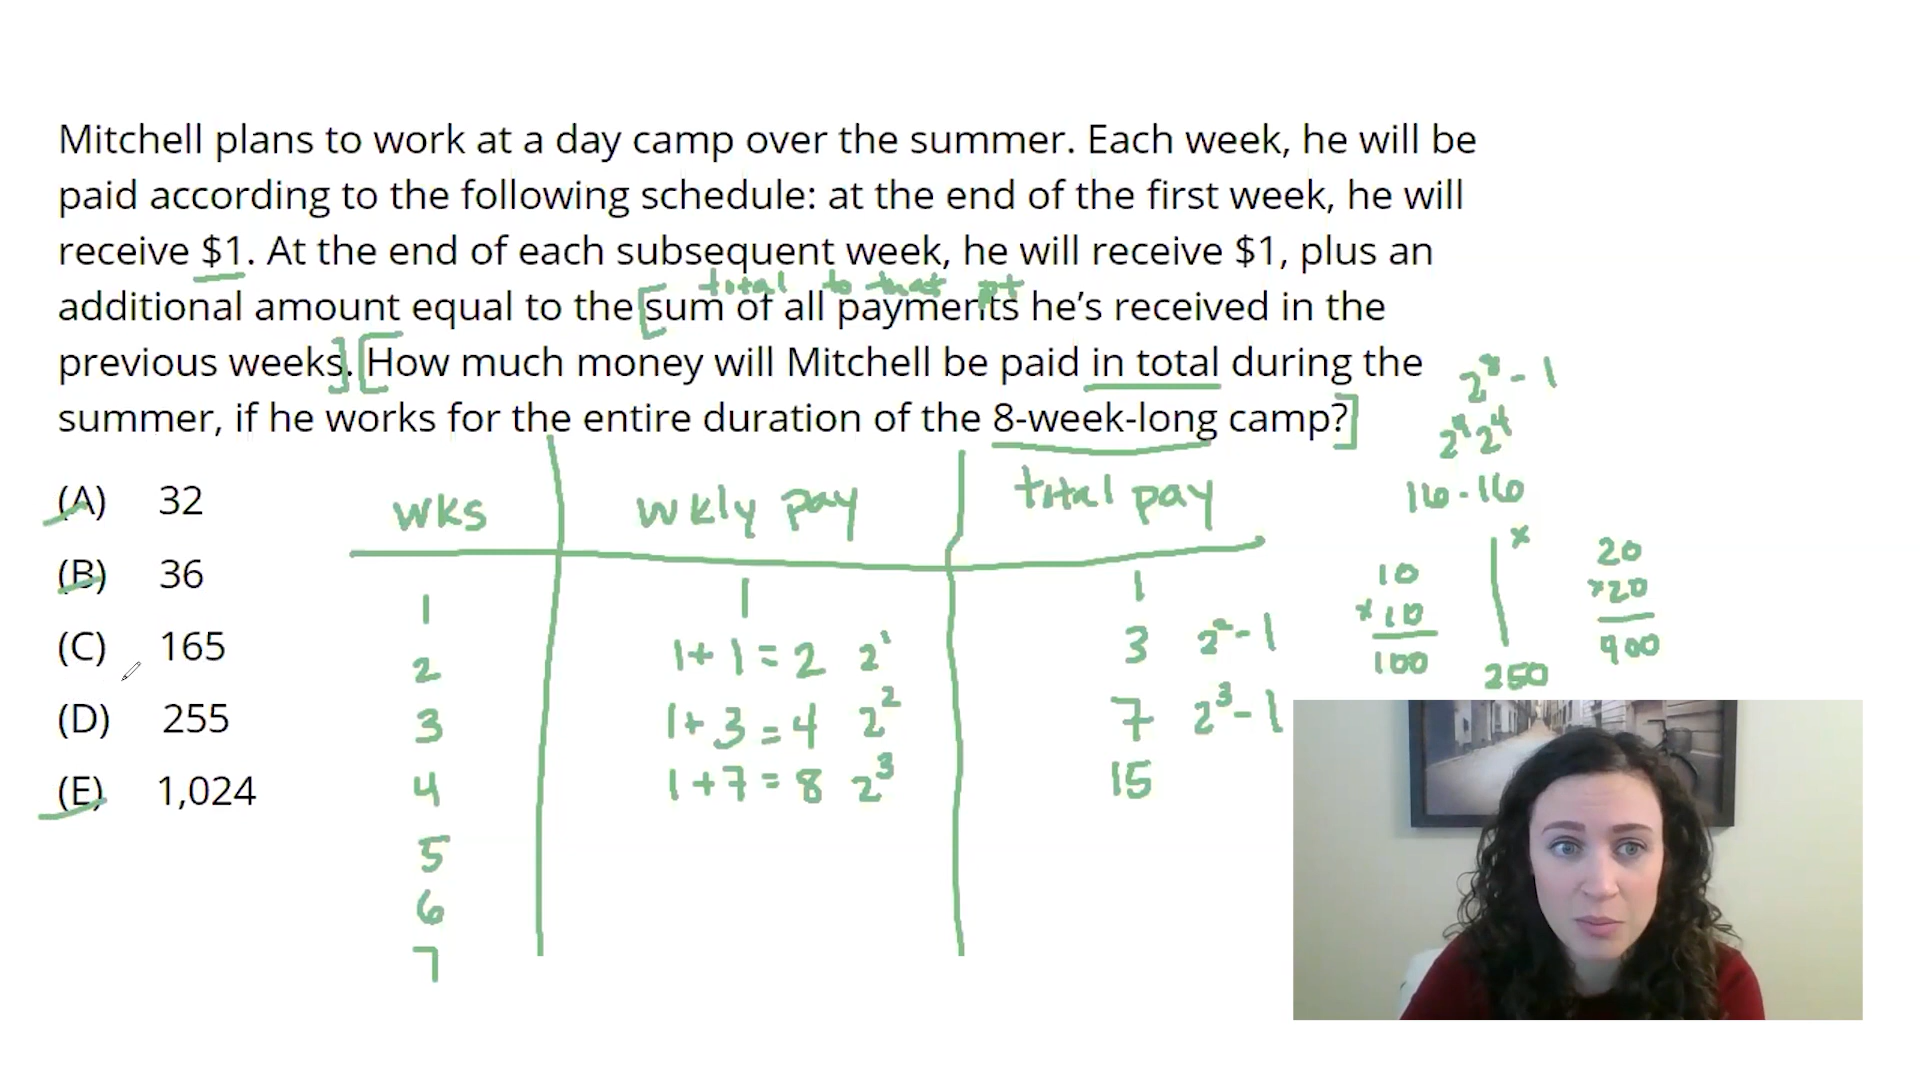 Mitchell plans to work at a day camp over the summer. Each week, he will be
paid according to the following schedule: at the end of the first week, he will
receive $1. At the end of each subsequent week, he will receive $1, plus an
total to that pt
additional amount equal to the [sum of all payments he's received in the
previous weeks]. [How much money will Mitchell be paid in total during the
summer, if he works for the entire duration of the 8-week-long camp?]
2⁸ - 1
2⁴ 2⁴
16 · 16
(A) 32
(B) 36
(C) 165
(D) 255
(E) 1,024
wks wkly pay total pay
1 1 1
2 1 + 1 = 2 2¹ 3 2² - 1
3 1 + 3 = 4 2² 7 2³ - 1
4 1 + 7 = 8 2³ 15
5
6
7
10
× 10
100
x
250
20
× 20
400